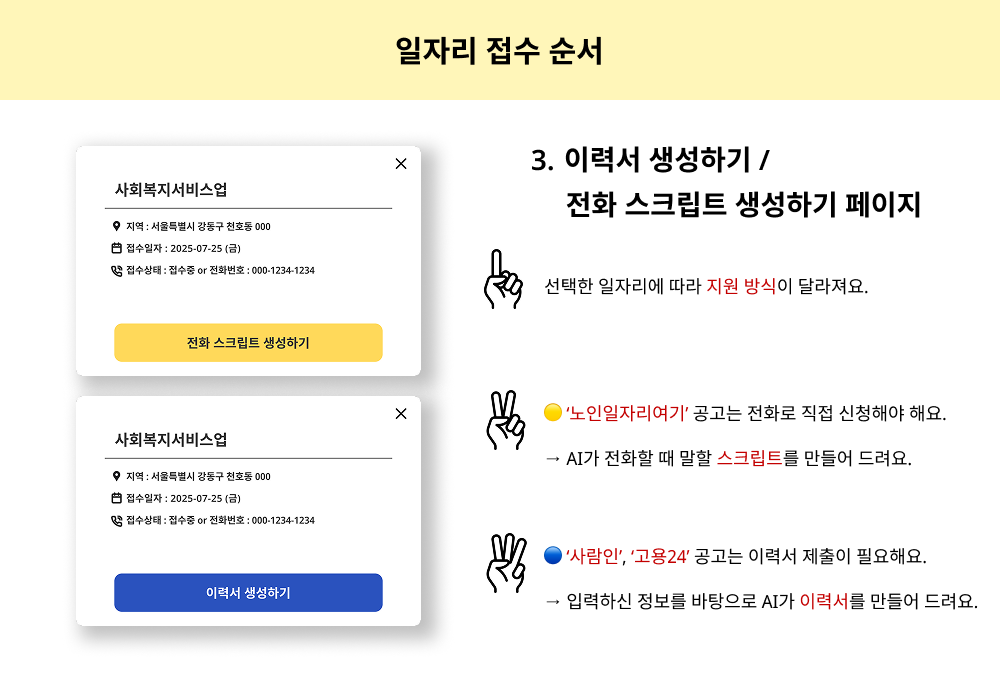 일자리 접수 순서
사회복지서비스업
지역 : 서울특별시 강동구 천호동 000
접수일자 : 2025-07-25 (금)
접수상태 : 접수중 or 전화번호 : 000-1234-1234
전화 스크립트 생성하기
사회복지서비스업
지역 : 서울특별시 강동구 천호동 000
접수일자 : 2025-07-25 (금)
접수상태 : 접수중 or 전화번호 : 000-1234-1234
이력서 생성하기
3. 이력서 생성하기 /
전화 스크립트 생성하기 페이지
선택한 일자리에 따라 지원 방식이 달라져요.
‘노인일자리여기’ 공고는 전화로 직접 신청해야 해요.
→ AI가 전화할 때 말할 스크립트를 만들어 드려요.
‘사람인’, ‘고용24’ 공고는 이력서 제출이 필요해요.
→ 입력하신 정보를 바탕으로 AI가 이력서를 만들어 드려요.